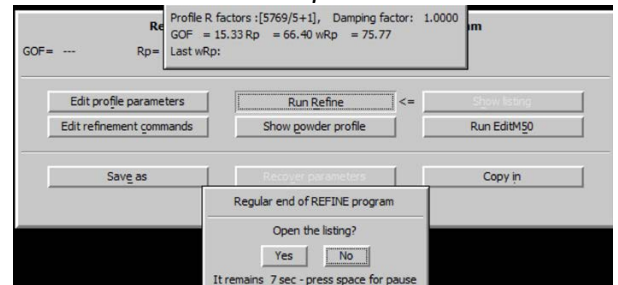 Profile R factors :[5769/5+1], Damping factor: 1.0000
GOF = 15.33 Rp = 66.40 wRp = 75.77
Last wRp:
GOF= --- Rp=
Edit profile parameters Run Refine <= Show listing
Edit refinement commands Show powder profile Run EditM50
Save as Recover parameters Copy in
Regular end of REFINE program
Open the listing?
Yes No
It remains 7 sec - press space for pause